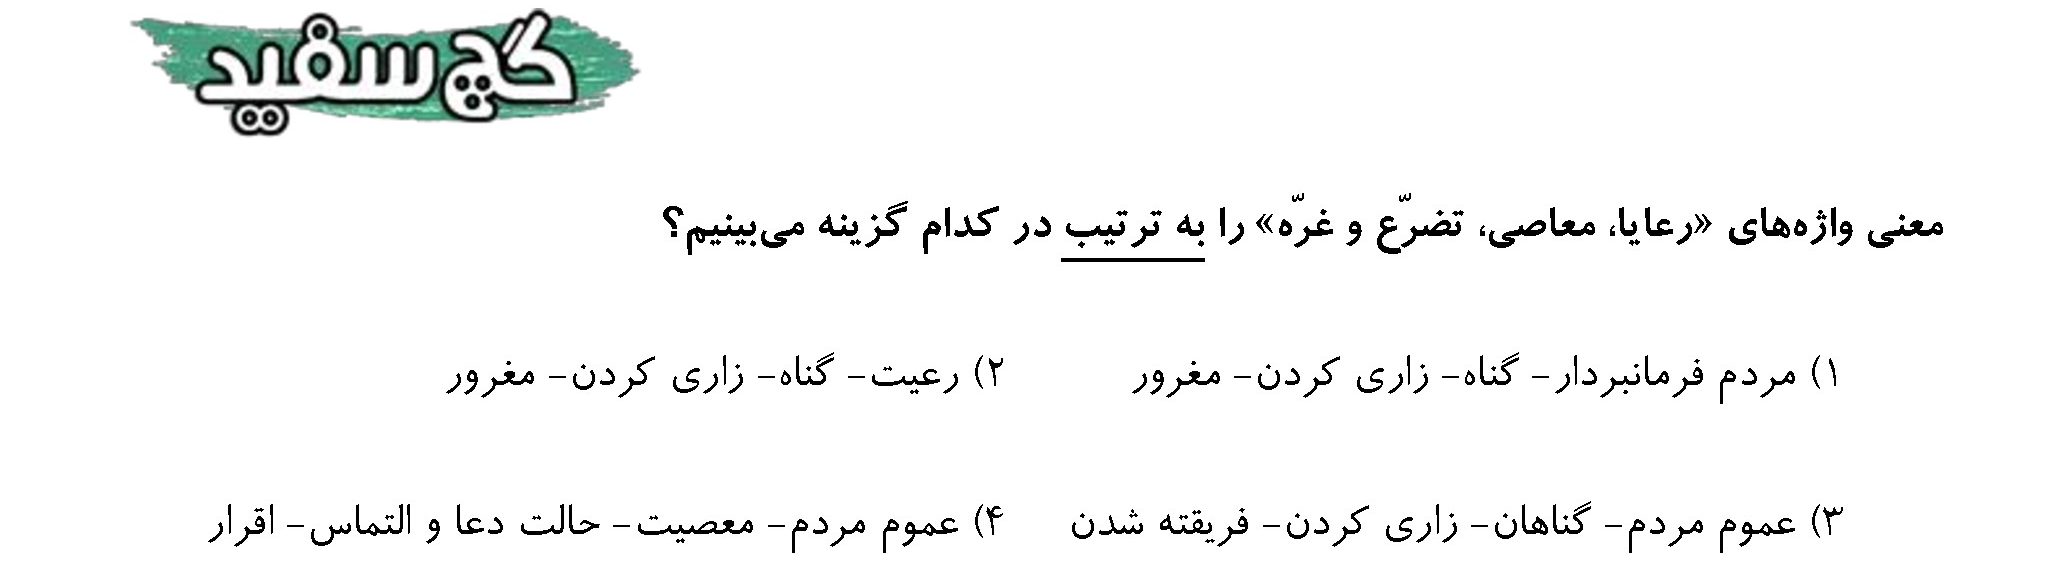 گچ سفید
معنی واژه‌های «رعایا، معاصی، تضرّع و غرّه» را به ترتیب در کدام گزینه می‌بینیم؟
۱) مردم فرمانبردار- گناه- زاری کردن- مغرور ۲) رعیت- گناه- زاری کردن- مغرور
۳) عموم مردم- گناهان- زاری کردن- فریقته شدن ۴) عموم مردم- معصیت- حالت دعا و التماس- اقرار